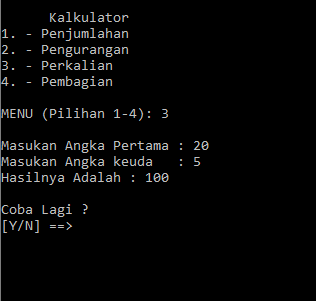 Kalkulator
1. - Penjumlahan
2. - Pengurangan
3. - Perkalian
4. - Pembagian
MENU (Pilihan 1-4): 3
Masukan Angka Pertama : 20
Masukan Angka keuda : 5
Hasilnya Adalah : 100
Coba Lagi ?
[Y/N] ==>